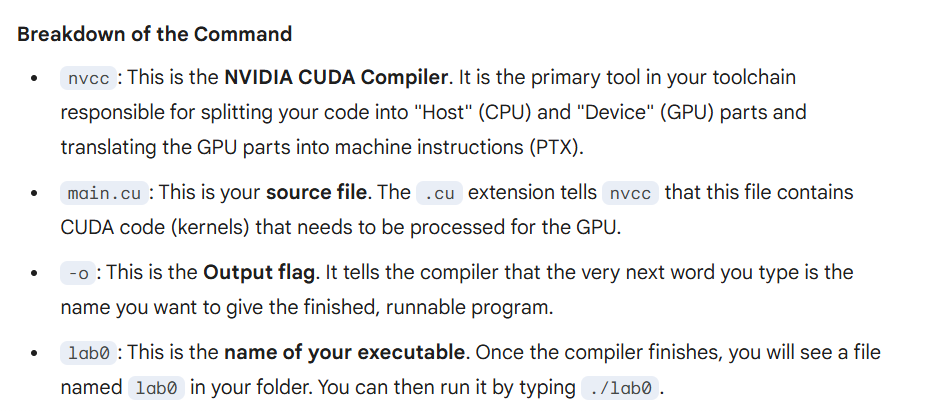 Breakdown of the Command
• nvcc : This is the NVIDIA CUDA Compiler. It is the primary tool in your toolchain
responsible for splitting your code into "Host" (CPU) and "Device" (GPU) parts and
translating the GPU parts into machine instructions (PTX).
• main.cu : This is your source file. The .cu extension tells nvcc that this file contains
CUDA code (kernels) that needs to be processed for the GPU.
• -o : This is the Output flag. It tells the compiler that the very next word you type is the
name you want to give the finished, runnable program.
• lab0 : This is the name of your executable. Once the compiler finishes, you will see a file
named lab0 in your folder. You can then run it by typing ./lab0 .